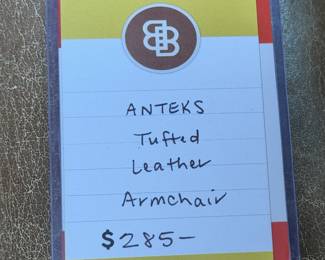 ANTEKS
Tufted
Leather
Armchair
$285—